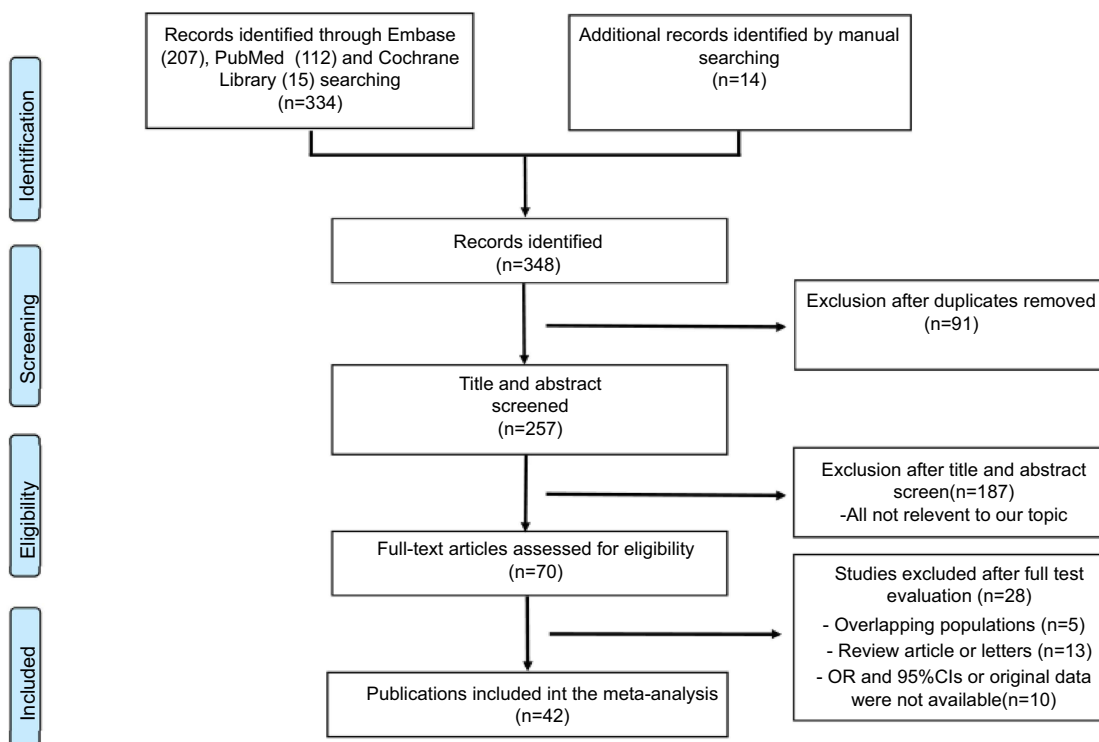 Records identified through Embase
(207), PubMed (112) and Cochrane
Library (15) searching
(n=334)
Additional records identified by manual
searching
(n=14)
Identification
Records identified
(n=348)
Screening
Exclusion after duplicates removed
(n=91)
Title and abstract
screened
(n=257)
Eligibility
Exclusion after title and abstract
screen(n=187)
-All not relevent to our topic
Full-text articles assessed for eligibility
(n=70)
Studies excluded after full test
evaluation (n=28)
- Overlapping populations (n=5)
- Review article or letters (n=13)
- OR and 95%CIs or original data
were not available(n=10)
Included
Publications included int the meta-analysis
(n=42)